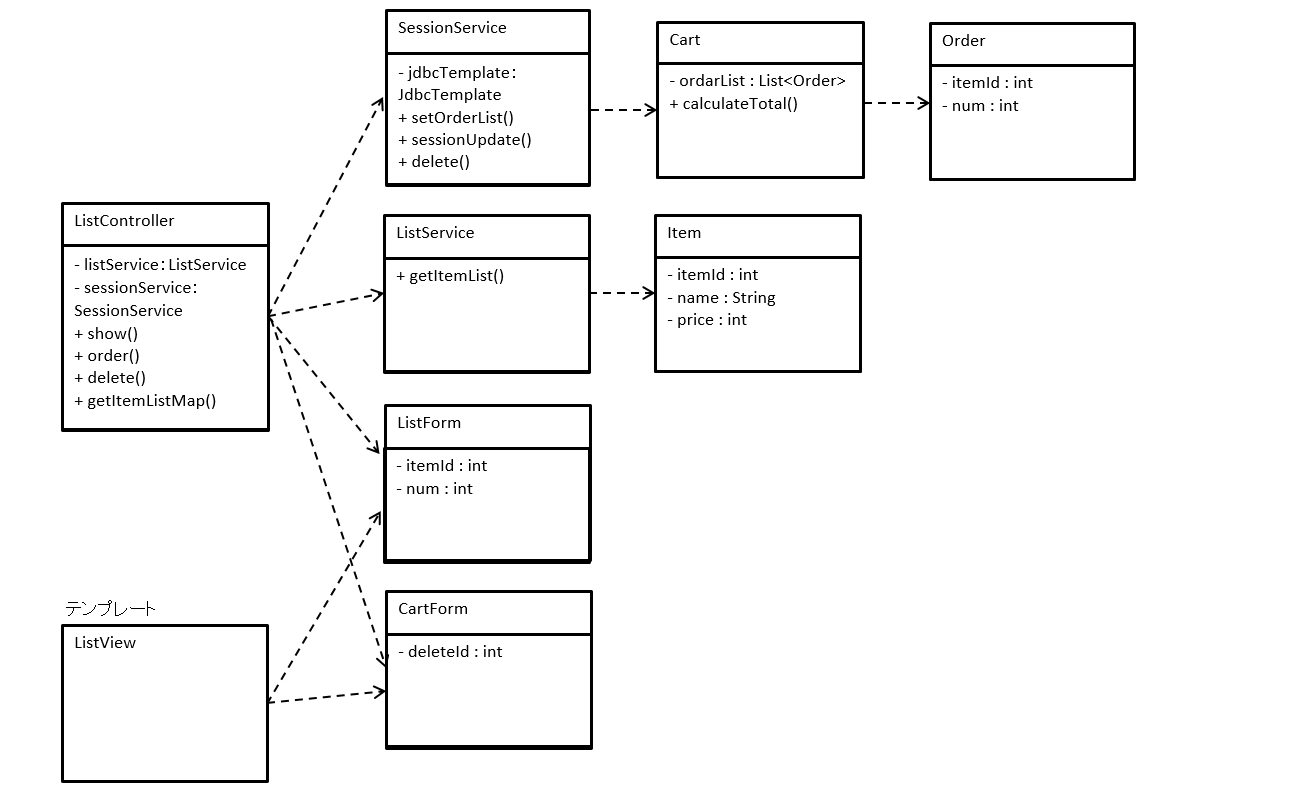 SessionService
- jdbcTemplate：
JdbcTemplate
+ setOrderList()
+ sessionUpdate()
+ delete()
Cart
- ordarList : List<Order>
+ calculateTotal()
Order
- itemId : int
- num : int
ListController
- listService：ListService
- sessionService：
SessionService
+ show()
+ order()
+ delete()
+ getItemListMap()
ListService
+ getItemList()
Item
- itemId : int
- name : String
- price : int
ListForm
- itemId : int
- num : int
テンプレート
ListView
CartForm
- deleteId : int